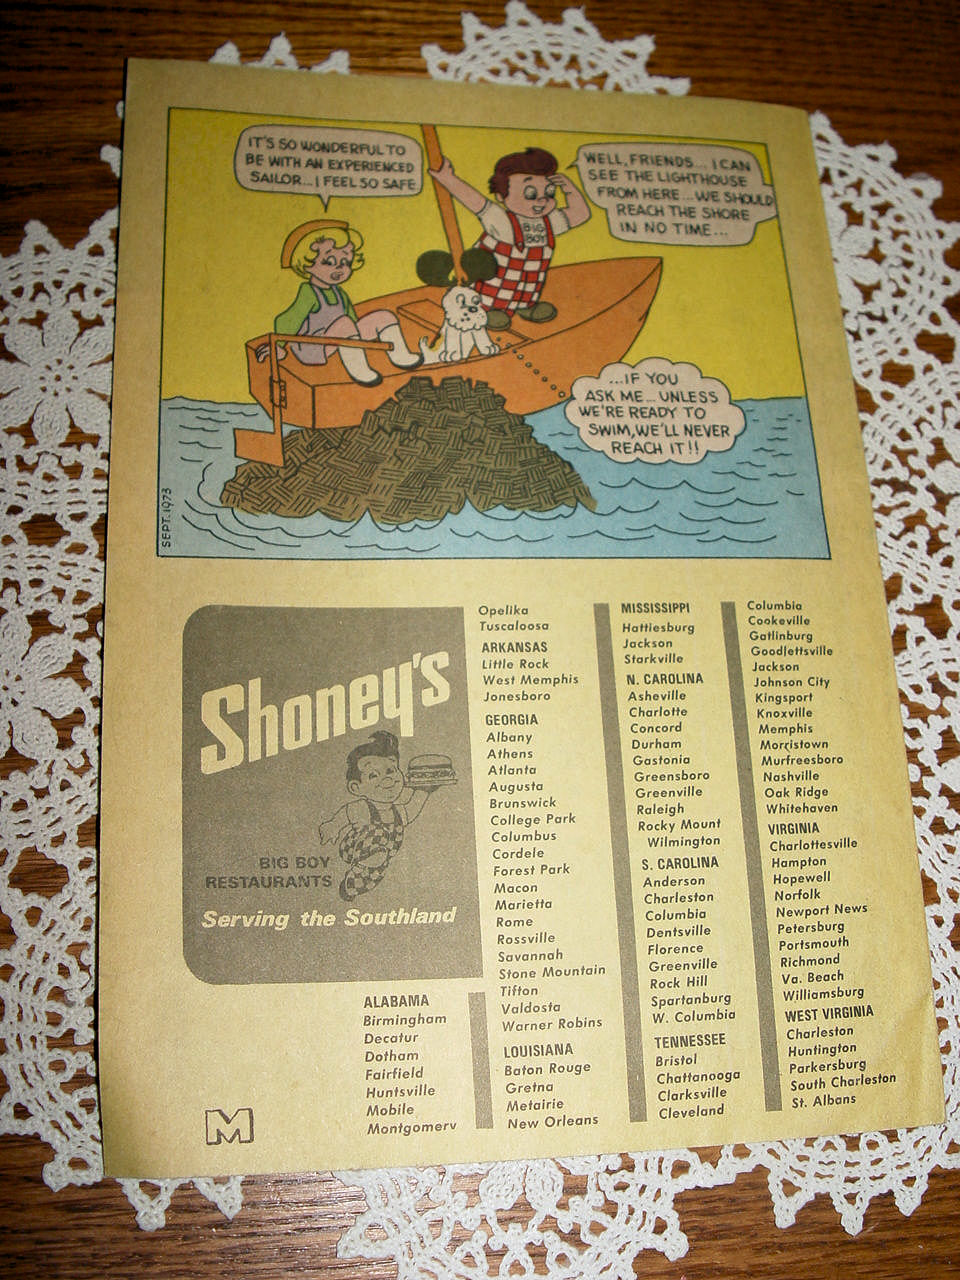 IT'S SO WONDERFUL TO
BE WITH AN EXPERIENCED
SAILOR...I FEEL SO SAFE
WELL, FRIENDS... I CAN
SEE THE LIGHTHOUSE
FROM HERE...WE SHOULD
REACH THE SHORE
IN NO TIME...
BIG
BOY
...IF YOU
ASK ME...UNLESS
WE'RE READY TO
SWIM, WE'LL NEVER
REACH IT!!
SEPT. 1973
Shoney's
BIG BOY
RESTAURANTS
Serving the Southland
ALABAMA
Birmingham
Decatur
Dotham
Fairfield
Huntsville
Mobile
Montgomery
Opelika
Tuscaloosa
ARKANSAS
Little Rock
West Memphis
Jonesboro
GEORGIA
Albany
Athens
Atlanta
Augusta
Brunswick
College Park
Columbus
Cordele
Forest Park
Macon
Marietta
Rome
Rossville
Savannah
Stone Mountain
Tifton
Valdosta
Warner Robins
LOUISIANA
Baton Rouge
Gretna
Metairie
New Orleans
MISSISSIPPI
Hattiesburg
Jackson
Starkville
N. CAROLINA
Asheville
Charlotte
Concord
Durham
Gastonia
Greensboro
Greenville
Raleigh
Rocky Mount
Wilmington
S. CAROLINA
Anderson
Charleston
Columbia
Dentsville
Florence
Greenville
Rock Hill
Spartanburg
W. Columbia
TENNESSEE
Bristol
Chattanooga
Clarksville
Cleveland
Columbia
Cookeville
Gatlinburg
Goodlettsville
Jackson
Johnson City
Kingsport
Knoxville
Memphis
Morristown
Murfreesboro
Nashville
Oak Ridge
Whitehaven
VIRGINIA
Charlottesville
Hampton
Hopewell
Norfolk
Newport News
Petersburg
Portsmouth
Richmond
Va. Beach
Williamsburg
WEST VIRGINIA
Charleston
Huntington
Parkersburg
South Charleston
St. Albans
M